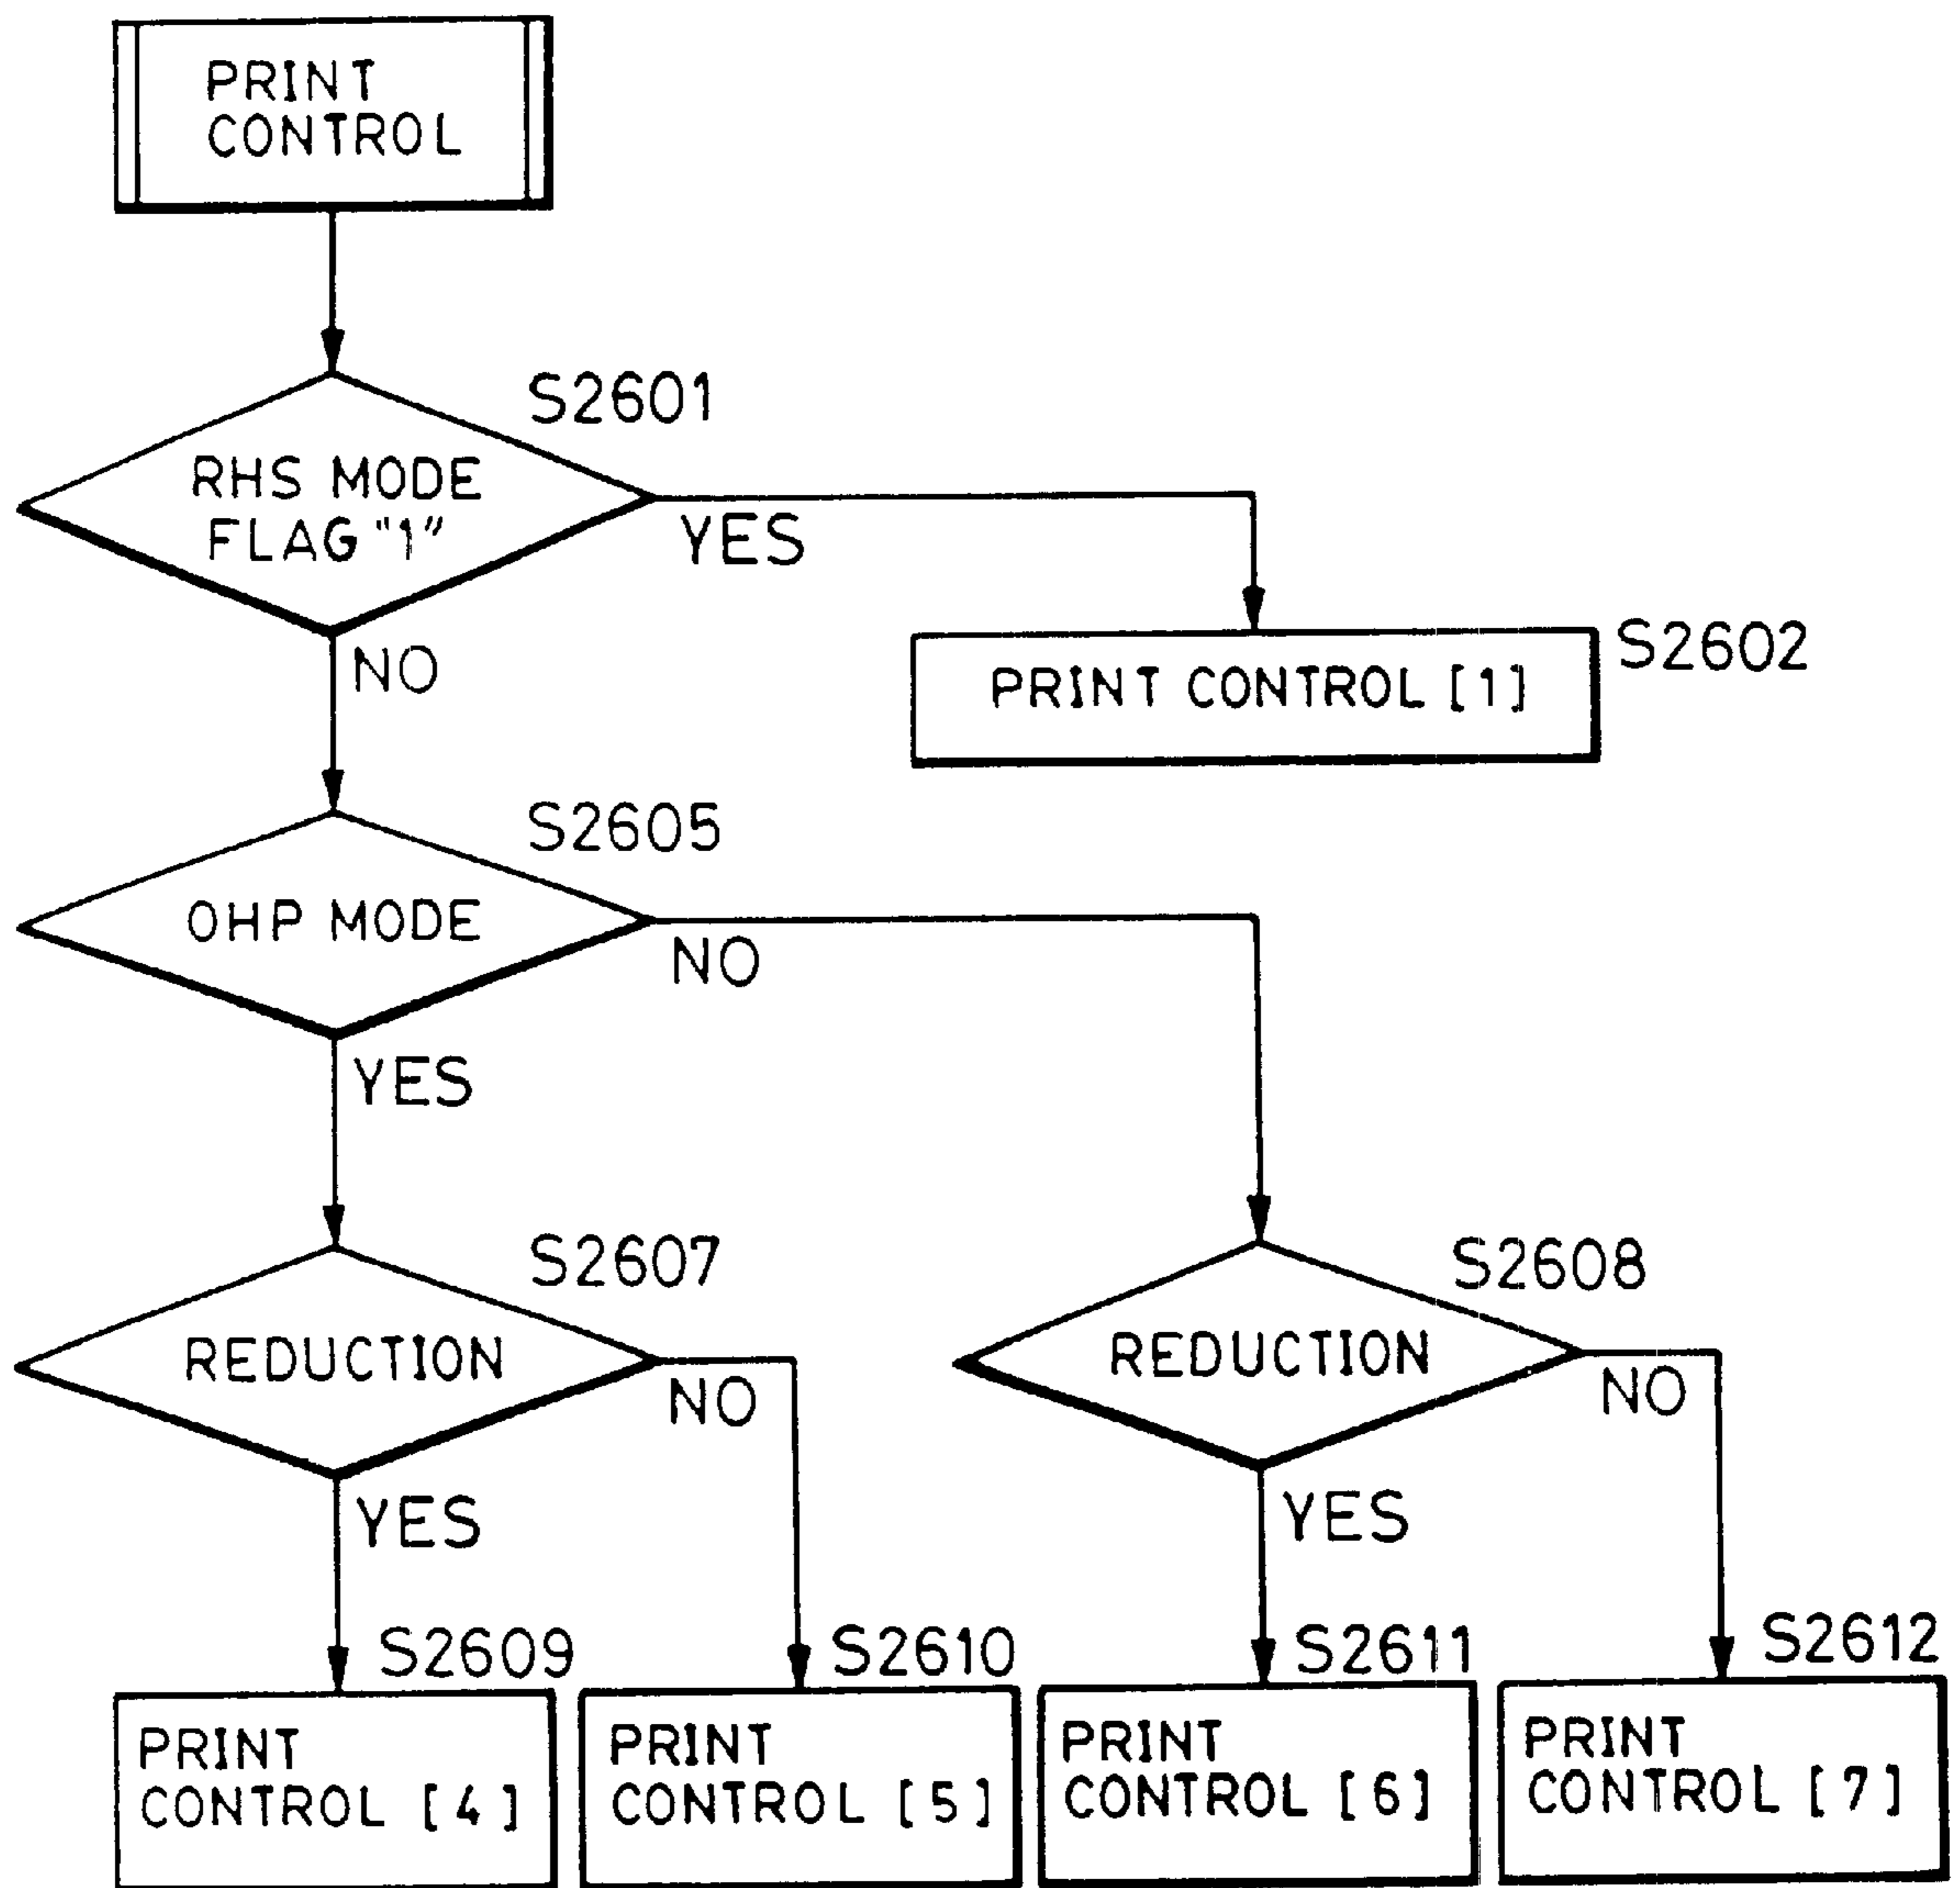 PRINT
CONTROL
S2601
RHS MODE
FLAG "1"
YES
NO
S2602
PRINT CONTROL [1]
S2605
OHP MODE
NO
YES
S2607
REDUCTION
NO
YES
S2608
REDUCTION
NO
YES
S2609
PRINT
CONTROL [4]
S2610
PRINT
CONTROL [5]
S2611
PRINT
CONTROL [6]
S2612
PRINT
CONTROL [7]